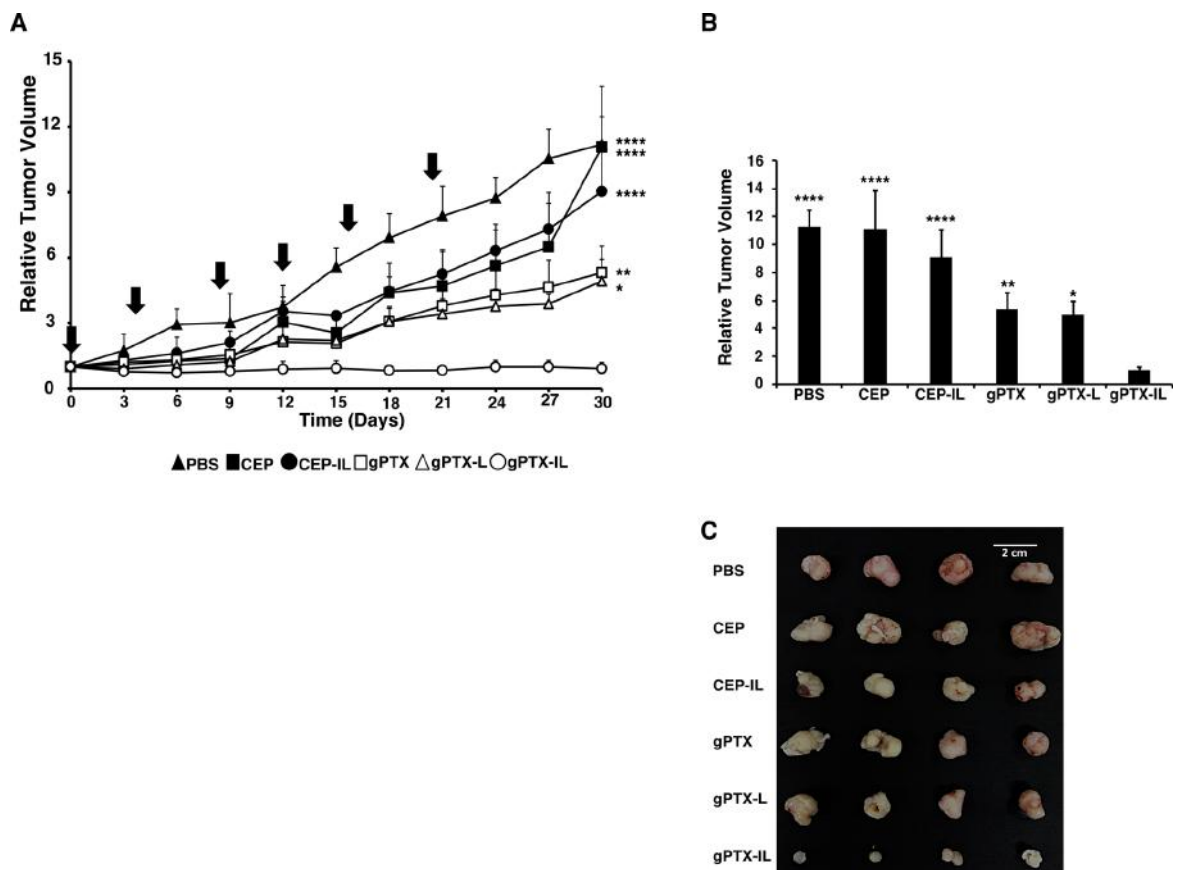 A
Relative Tumor Volume
15
12
9
6
3
0
****
****
****
**
*
0 3 6 9 12 15 18 21 24 27 30
Time (Days)
PBS CEP CEP-IL gPTX gPTX-L gPTX-IL
B
Relative Tumor Volume
16
14
12
10
8
6
4
2
0
**** **** **** ** *
PBS CEP CEP-IL gPTX gPTX-L gPTX-IL
C
2 cm
PBS
CEP
CEP-IL
gPTX
gPTX-L
gPTX-IL